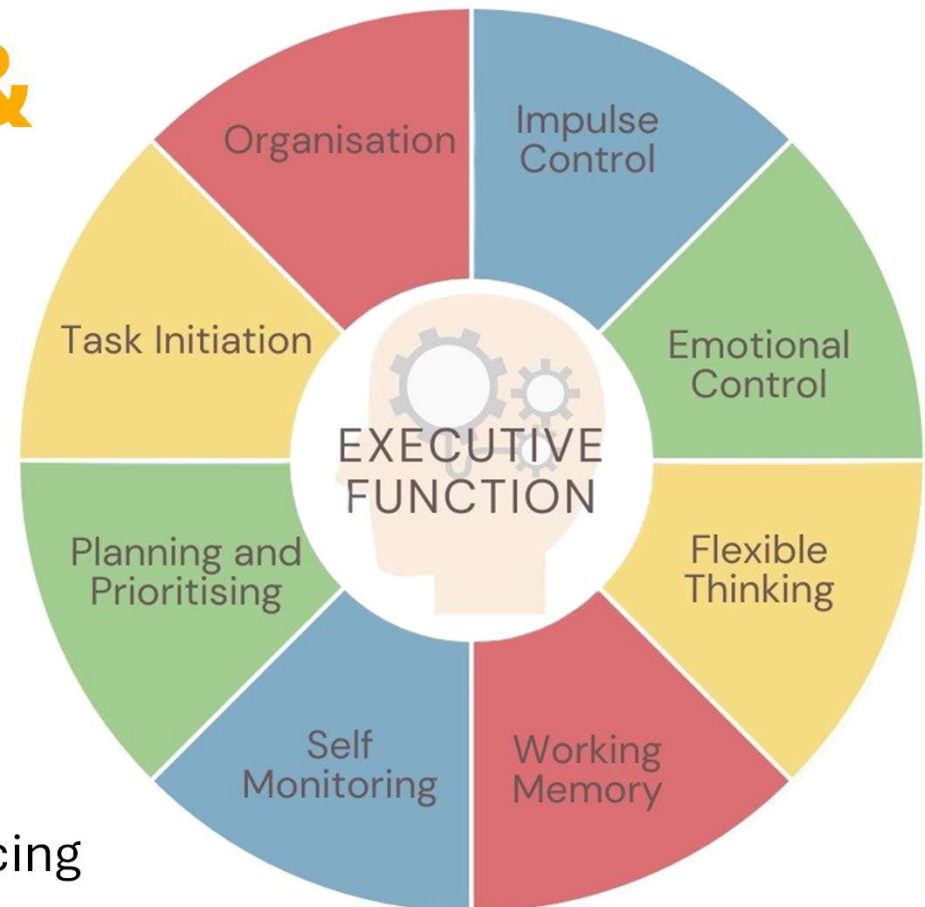 &
Organisation
Impulse
Control
Task Initiation
Emotional
Control
EXECUTIVE
FUNCTION
Planning and
Prioritising
Flexible
Thinking
Self
Monitoring
Working
Memory
cing